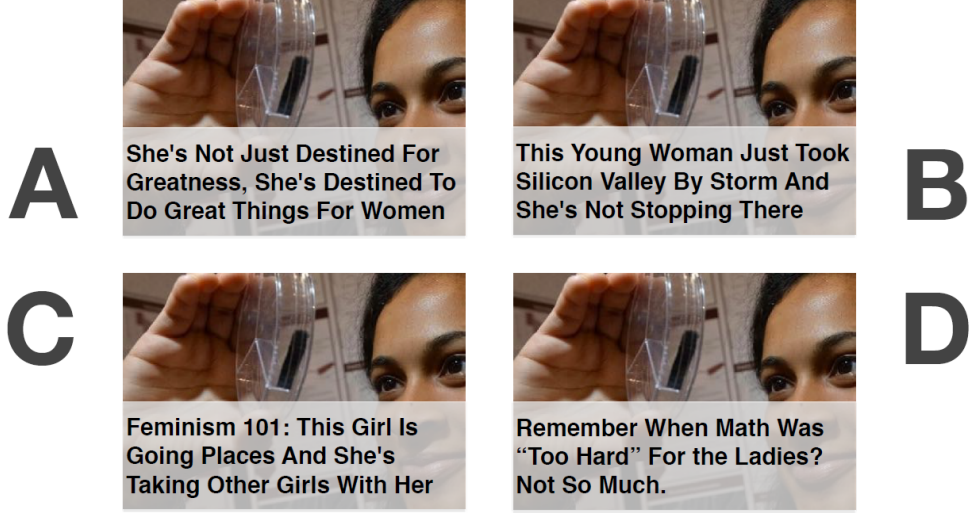 A
She's Not Just Destined For
Greatness, She's Destined To
Do Great Things For Women
This Young Woman Just Took
Silicon Valley By Storm And
She's Not Stopping There
B
C
Feminism 101: This Girl Is
Going Places And She's
Taking Other Girls With Her
Remember When Math Was
“Too Hard” For the Ladies?
Not So Much.
D